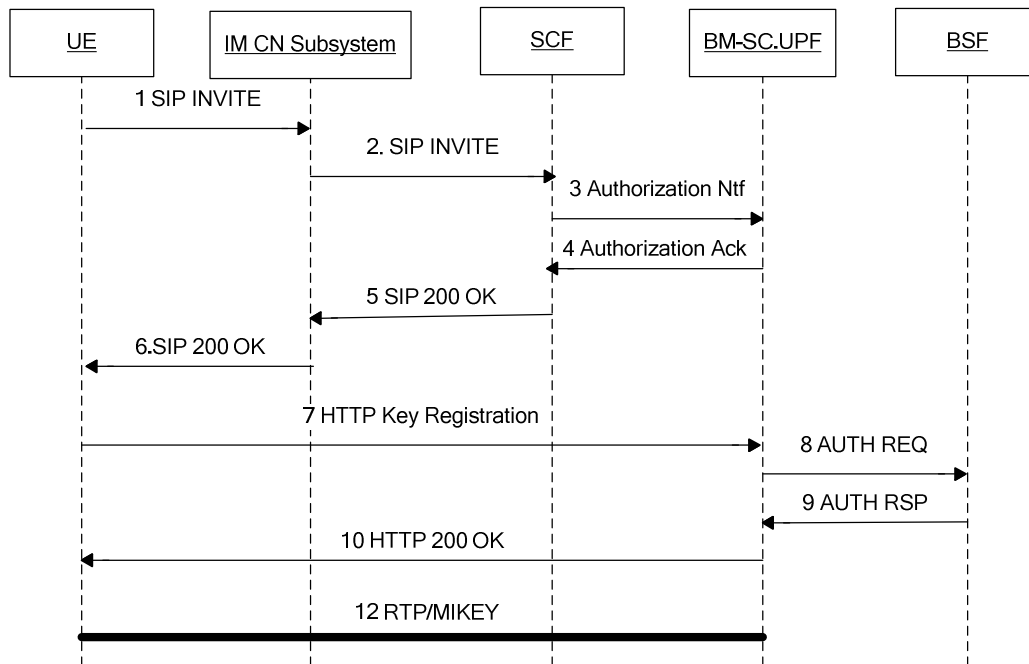 UE
IM CN Subsystem
SCF
BM-SC.UPF
BSF
1 SIP INVITE
2. SIP INVITE
3 Authorization Ntf
4 Authorization Ack
5 SIP 200 OK
6.SIP 200 OK
7 HTTP Key Registration
8 AUTH REQ
9 AUTH RSP
10 HTTP 200 OK
12 RTP/MIKEY